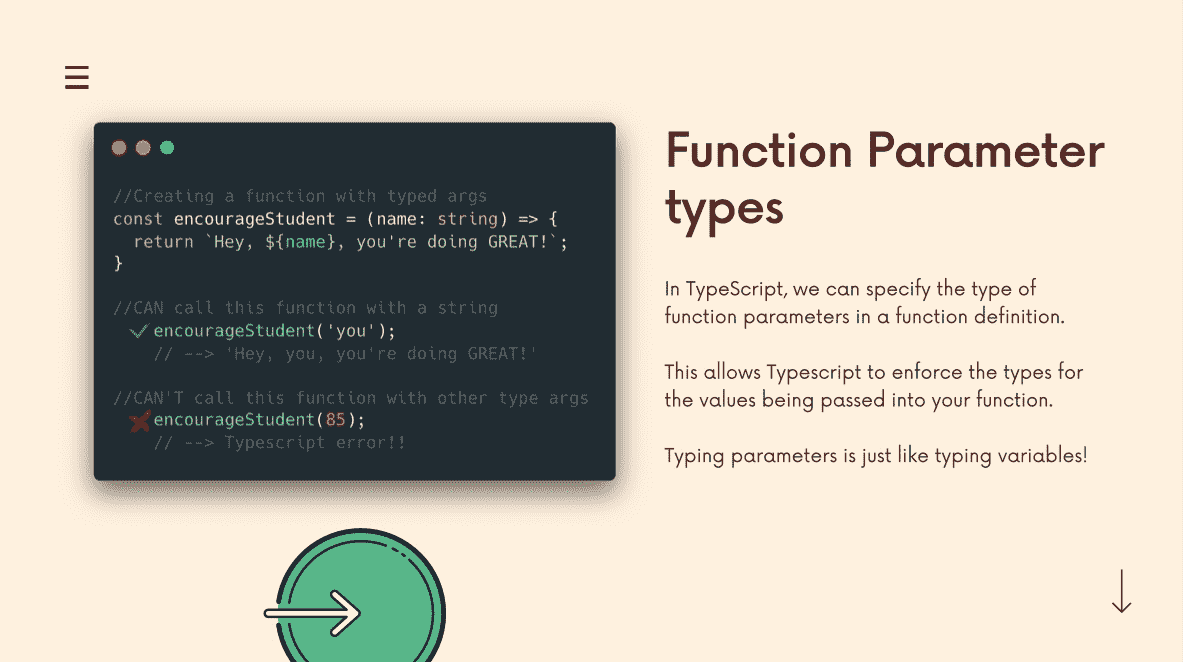 //Creating a function with typed args
const encourageStudent = (name: string) => {
  return `Hey, ${name}, you're doing GREAT!`;
}
//CAN call this function with a string
encourageStudent('you');
// --> 'Hey, you, you're doing GREAT!'
//CAN'T call this function with other type args
encourageStudent(85);
// --> Typescript error!!
Function Parameter
types
In TypeScript, we can specify the type of
function parameters in a function definition.
This allows Typescript to enforce the types for
the values being passed into your function.
Typing parameters is just like typing variables!